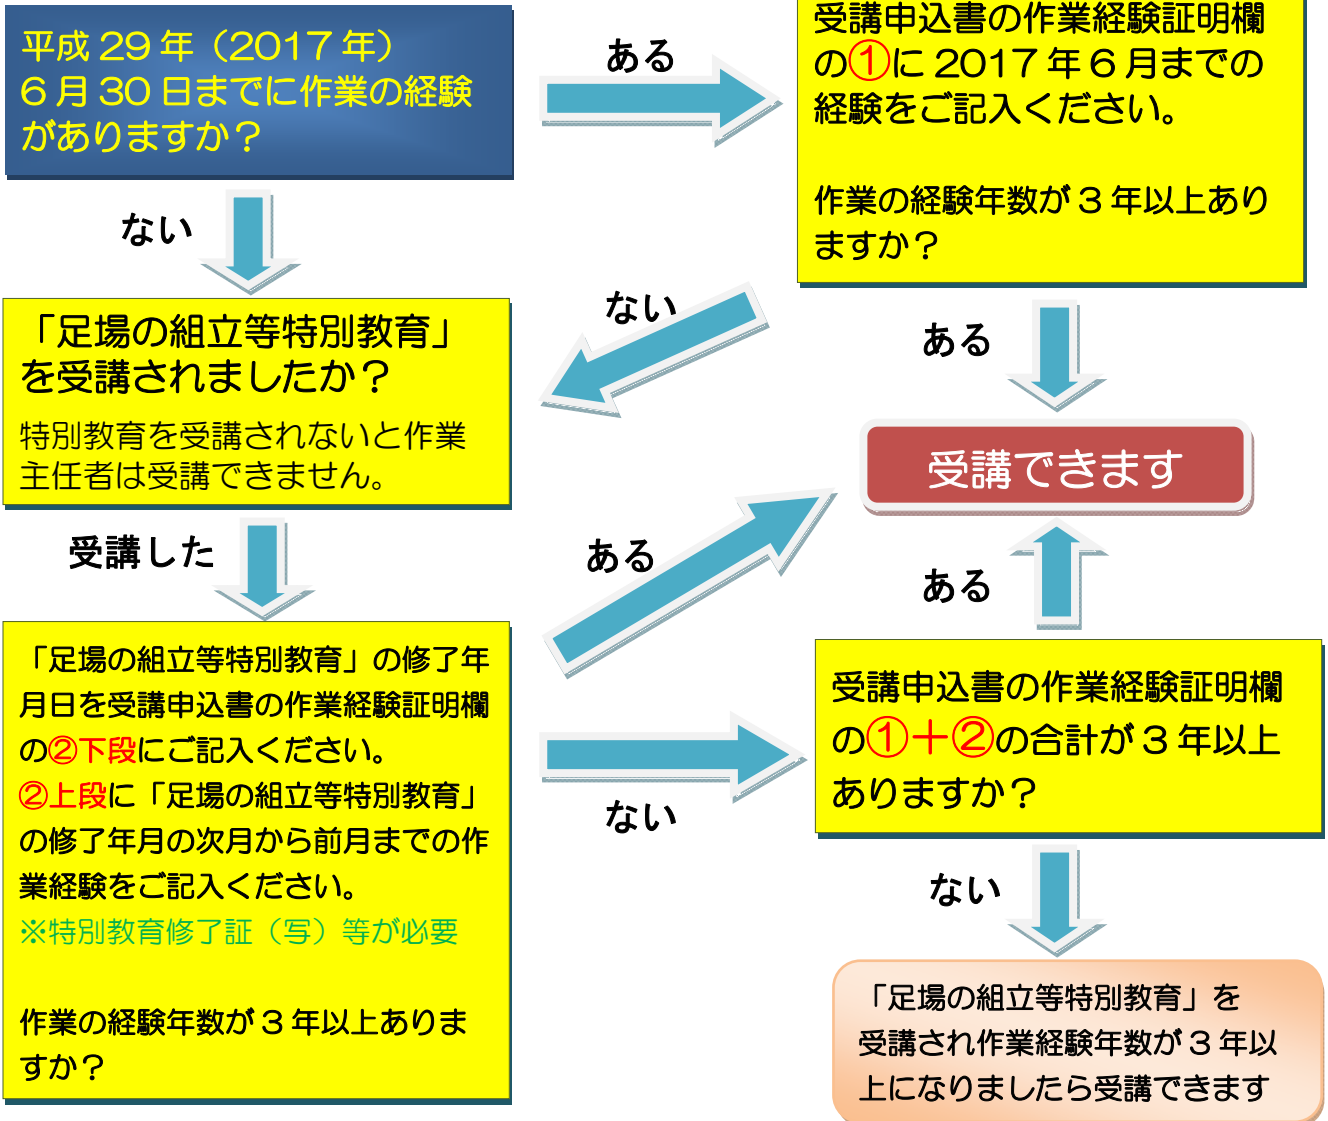 平成 29 年（2017 年）
6 月 30 日までに作業の経験
がありますか？
ある
受講申込書の作業経験証明欄
の①に 2017 年 6 月までの
経験をご記入ください。
作業の経験年数が 3 年以上あり
ますか？
ない
「足場の組立等特別教育」
を受講されましたか？
特別教育を受講されないと作業
主任者は受講できません。
ない
ある
受講できます
受講した
「足場の組立等特別教育」の修了年
月日を受講申込書の作業経験証明欄
の②下段にご記入ください。
②上段に「足場の組立等特別教育」
の修了年月の次月から前月までの作
業経験をご記入ください。
※特別教育修了証（写）等が必要
作業の経験年数が 3 年以上ありま
すか？
ある
ある
ない
受講申込書の作業経験証明欄
の①＋②の合計が 3 年以上
ありますか？
ない
「足場の組立等特別教育」を
受講され作業経験年数が 3 年以
上になりましたら受講できます